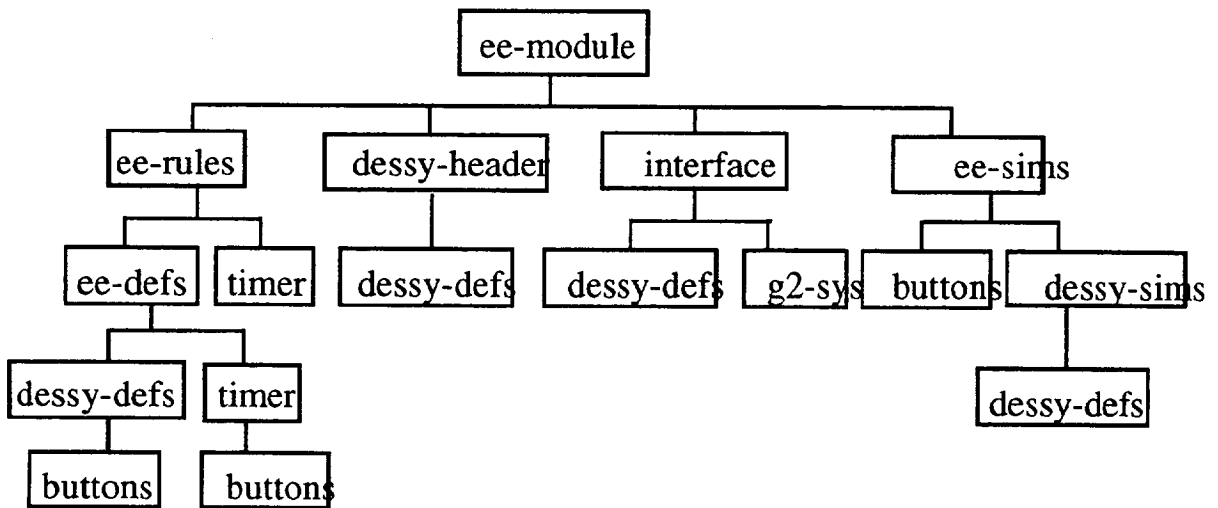 ee-module
ee-rules
dessy-header
interface
ee-sims
ee-defs
timer
dessy-defs
dessy-defs
g2-sys
buttons
dessy-sims
dessy-defs
timer
dessy-defs
buttons
buttons